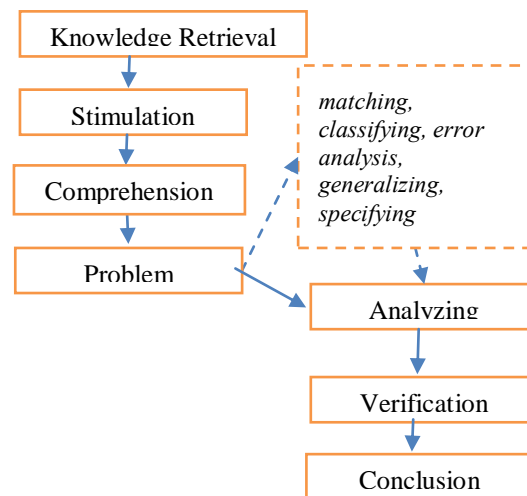 Knowledge Retrieval
Stimulation
Comprehension
Problem
matching,
classifying, error
analysis,
generalizing,
specifying
Analyzing
Verification
Conclusion